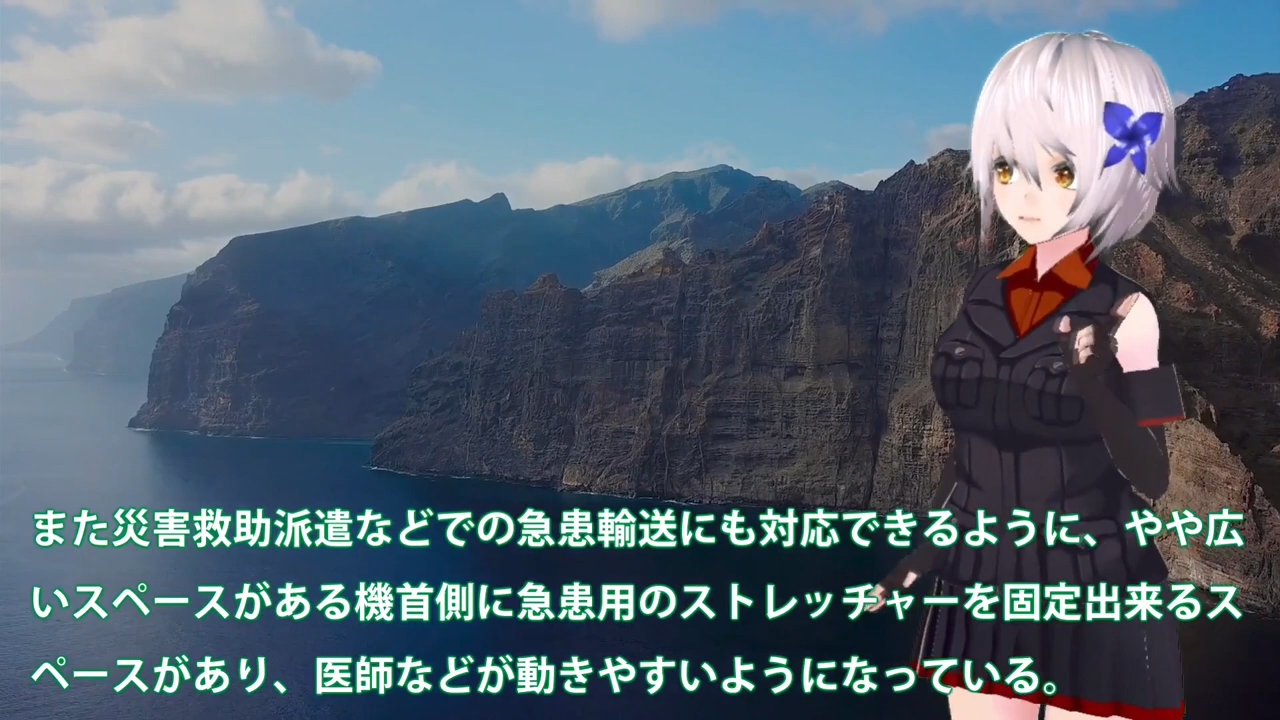 また災害救助派遣などでの急患輸送にも対応できるように、やや広
いスペースがある機首側に急患用のストレッチャーを固定出来るス
ペースがあり、医師などが動きやすいようになっている。